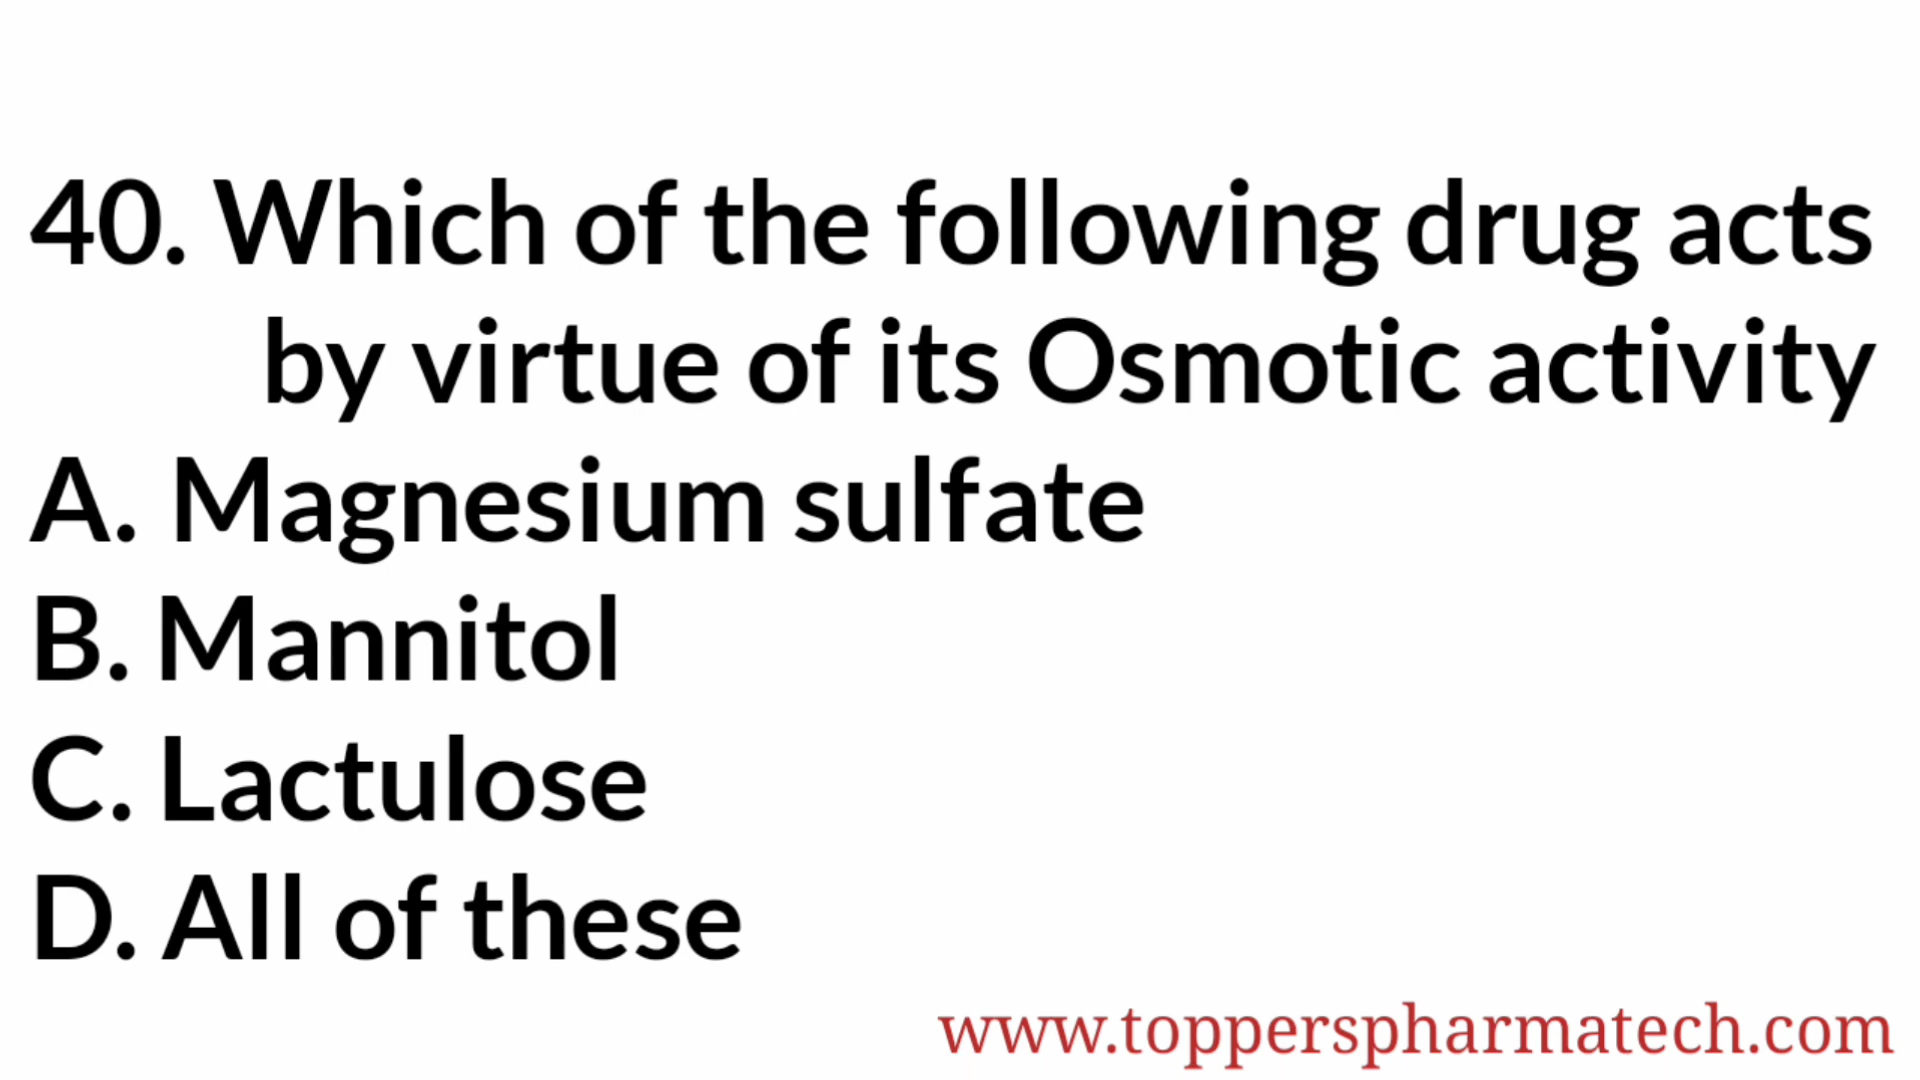 40. Which of the following drug acts
by virtue of its Osmotic activity
A. Magnesium sulfate
B. Mannitol
C. Lactulose
D. All of these
www.topperspharmatech.com